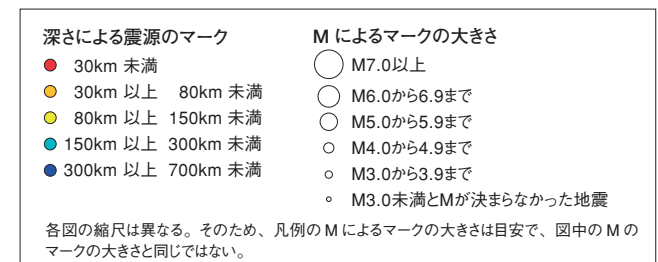 深さによる震源のマーク
30km 未満
30km 以上 80km 未満
80km 以上 150km 未満
150km 以上 300km 未満
300km 以上 700km 未満
M によるマークの大きさ
M7.0以上
M6.0から6.9まで
M5.0から5.9まで
M4.0から4.9まで
M3.0から3.9まで
M3.0未満とMが決まらなかった地震
各図の縮尺は異なる。そのため、凡例の M によるマークの大きさは目安で、図中の M の
マークの大きさと同じではない。